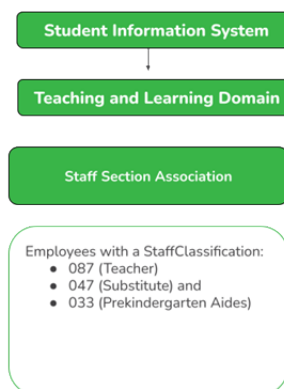 Student Information System
Teaching and Learning Domain
Staff Section Association
Employees with a StaffClassification:
● 087 (Teacher)
● 047 (Substitute) and
● 033 (Prekindergarten Aides)